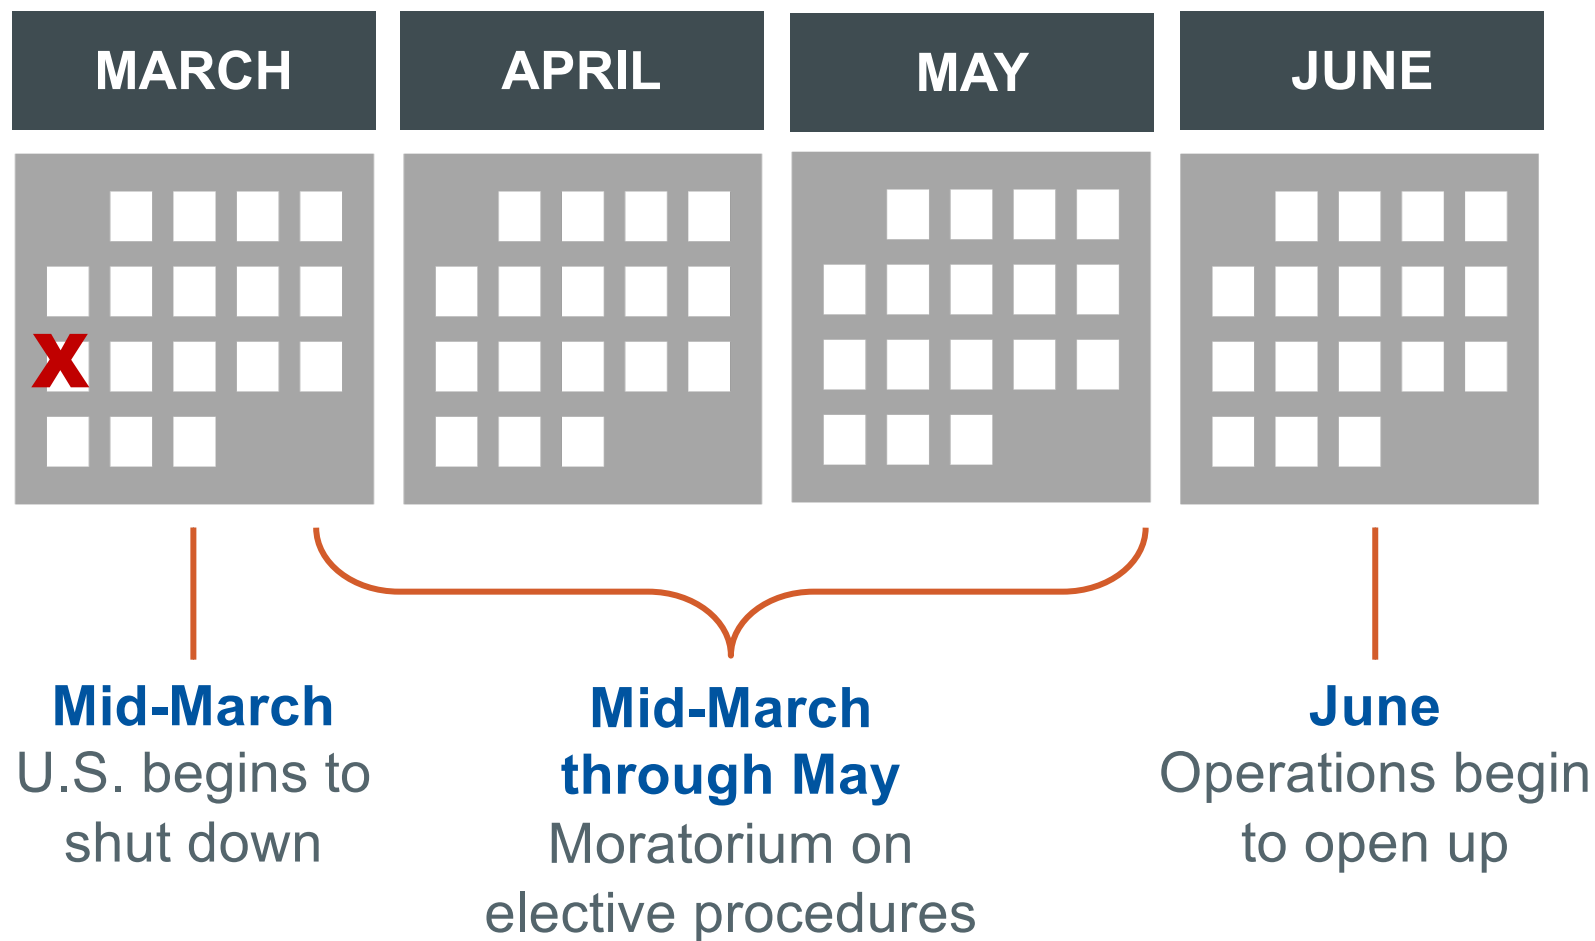 MARCH
APRIL
MAY
JUNE
X
Mid-March
U.S. begins to
shut down
Mid-March
through May
Moratorium on
elective procedures
June
Operations begin
to open up